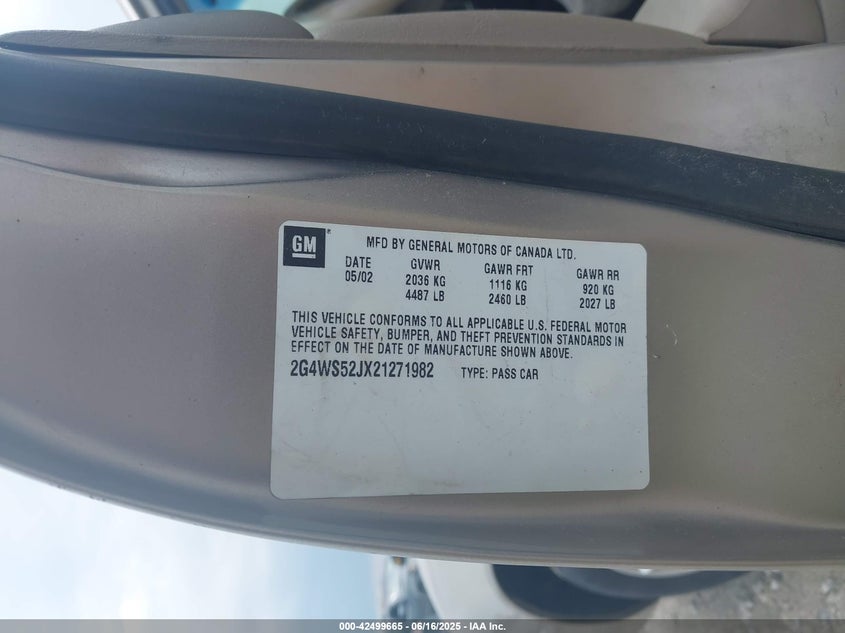 GM®
MFD BY GENERAL MOTORS OF CANADA LTD.
DATE GVWR GAWR FRT GAWR RR
05/02 2036 KG 1116 KG 920 KG
4487 LB 2460 LB 2027 LB
THIS VEHICLE CONFORMS TO ALL APPLICABLE U.S. FEDERAL MOTOR
VEHICLE SAFETY, BUMPER, AND THEFT PREVENTION STANDARDS IN
EFFECT ON THE DATE OF MANUFACTURE SHOWN ABOVE.
2G4WS52JX21271982 TYPE: PASS CAR
000-42499665 - 06/16/2025 - IAA Inc.